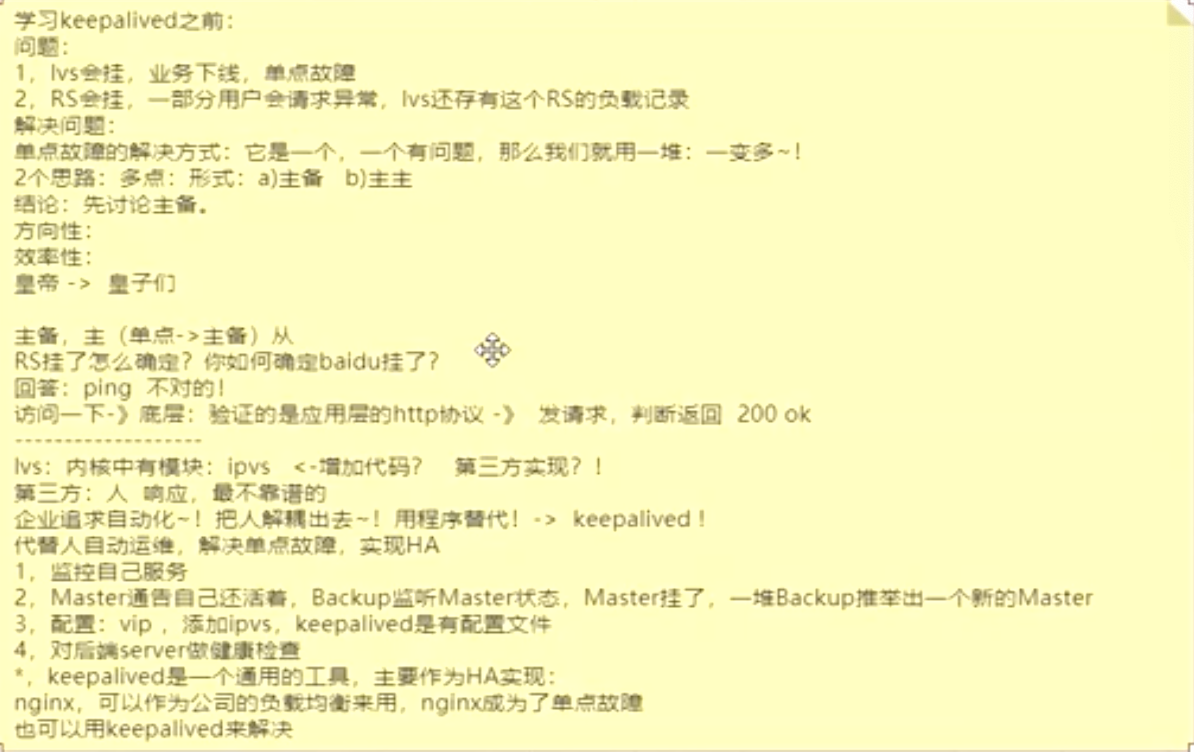 学习keepalived之前：
问题：
1，lvs会挂，业务下线，单点故障
2，RS会挂，一部分用户会请求异常，lvs还存有这个RS的负载记录
解决问题：
单点故障的解决方式：它是一个，一个有问题，那么我们就用一堆：一变多~！
2个思路：多点：形式：a)主备   b)主主
结论：先讨论主备。
方向性：
效率性：
皇帝 ->  皇子们
主备，主（单点->主备）从
RS挂了怎么确定？你如何确定baidu挂了？
回答：ping  不对的！
访问一下-》底层：验证的是应用层的http协议 -》  发请求，判断返回  200 ok
-------------------
lvs：内核中有模块：ipvs   <-增加代码？   第三方实现？！
第三方：人  响应，最不靠谱的
企业追求自动化~！把人解耦出去~！用程序替代！->  keepalived！
代替人自动运维，解决单点故障，实现HA
1，监控自己服务
2，Master通告自己还活着，Backup监听Master状态，Master挂了，一堆Backup推举出一个新的Master
3，配置：vip ，添加ipvs，keepalived是有配置文件
4，对后端server做健康检查
*，keepalived是一个通用的工具，主要作为HA实现：
nginx，可以作为公司的负载均衡来用，nginx成为了单点故障
也可以用keepalived来解决